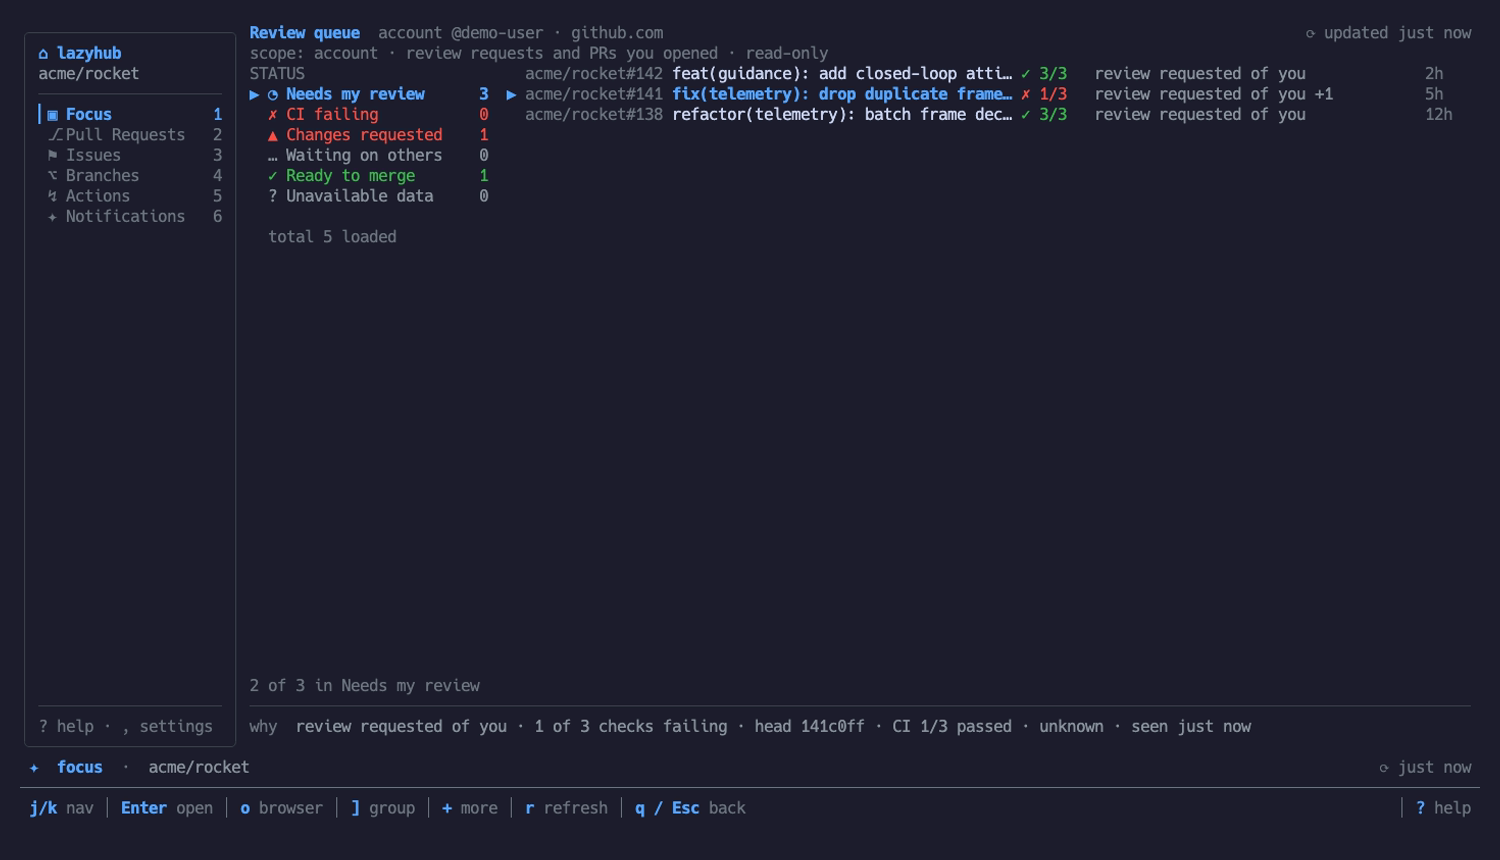 ⌂ lazyhub
acme/rocket
▣ Focus 1
⎇Pull Requests 2
⚑ Issues 3
⌥ Branches 4
↯ Actions 5
✦ Notifications 6
? help · , settings
Review queue account @demo-user · github.com ⟳ updated just now
scope: account · review requests and PRs you opened · read-only
STATUS
▶ ◔ Needs my review 3
✗ CI failing 0
▲ Changes requested 1
… Waiting on others 0
✓ Ready to merge 1
? Unavailable data 0
total 5 loaded
acme/rocket#142 feat(guidance): add closed-loop atti… ✓ 3/3 review requested of you 2h
▶ acme/rocket#141 fix(telemetry): drop duplicate frame… ✗ 1/3 review requested of you +1 5h
acme/rocket#138 refactor(telemetry): batch frame dec… ✓ 3/3 review requested of you 12h
2 of 3 in Needs my review
why review requested of you · 1 of 3 checks failing · head 141c0ff · CI 1/3 passed · unknown · seen just now
✦ focus · acme/rocket ⟳ just now
j/k nav │ Enter open │ o browser │ ] group │ + more │ r refresh │ q / Esc back │ ? help